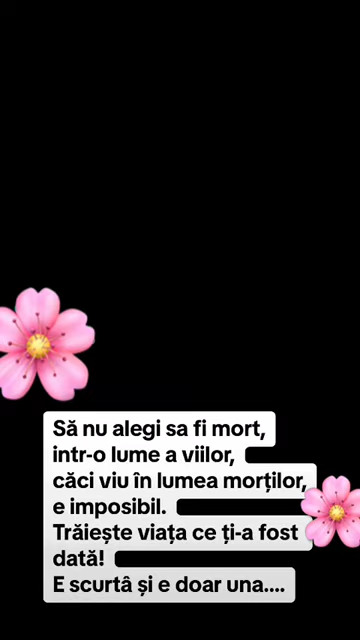 Să nu alegi sa fi mort,
intr-o lume a viilor,
căci viu în lumea morților,
e imposibil.
Trăiește viața ce ți-a fost
dată!
E scurtâ și e doar una....